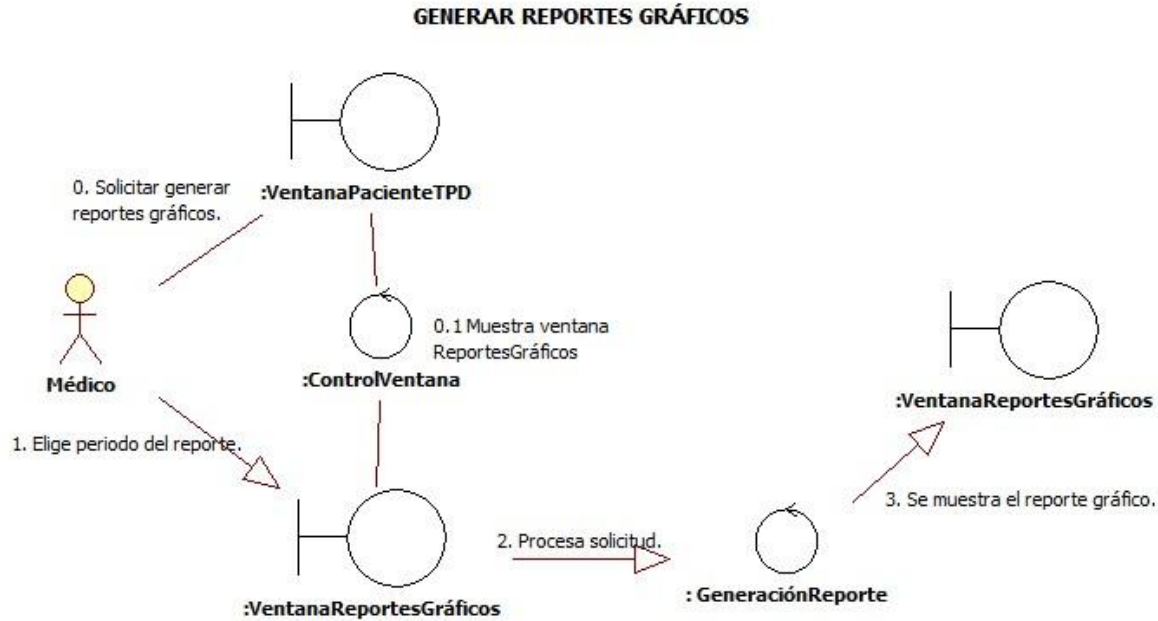 GENERAR REPORTES GRÁFICOS
:VentanaPacienteTPD
0. Solicitar generar
reportes gráficos.
Médico
0.1 Muestra ventana
ReportesGráficos
:ControlVentana
:VentanaReportesGráficos
1. Elige periodo del reporte.
3. Se muestra el reporte gráfico.
2. Procesa solicitud.
: GeneraciónReporte
:VentanaReportesGráficos